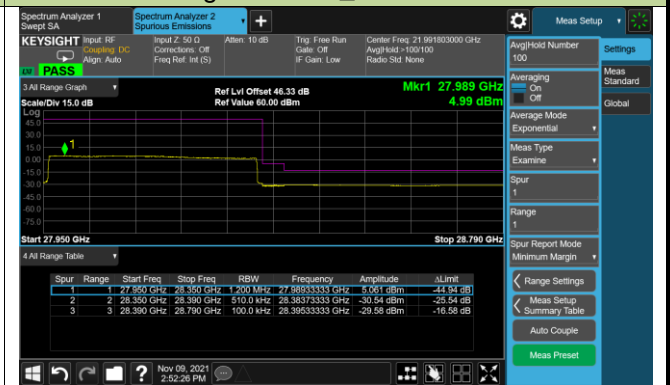 Spectrum Analyzer 1
Swept SA
Spectrum Analyzer 2
Spurious Emissions
Meas Setup
KEYSIGHT
Input: RF
Coupling: DC
Align: Auto
Input Z: 50 Ω
Corrections: Off
Freq Ref: Int (S)
Atten: 10 dB
Trig: Free Run
Gate: Off
IF Gain: Low
Center Freq: 21.991803000 GHz
Avg|Hold:>100/100
Radio Std: None
PASS
3 All Range Graph
Scale/Div 15.0 dB
Ref Lvl Offset 46.33 dB
Ref Value 60.00 dBm
Mkr1 27.989 GHz
4.99 dBm
Log
45.0
30.0
15.0
0.00
-15.0
-30.0
-45.0
-60.0
-75.0
1
Start 27.950 GHz
Stop 28.790 GHz
4 All Range Table
Spur Range Start Freq Stop Freq RBW Frequency Amplitude ΔLimit
1 1 27.950 GHz 28.350 GHz 1.200 MHz 27.98933333 GHz 5.061 dBm -44.94 dB
2 2 28.350 GHz 28.390 GHz 510.0 kHz 28.38373333 GHz -30.54 dBm -25.54 dB
3 3 28.390 GHz 28.790 GHz 100.0 kHz 28.39533333 GHz -29.58 dBm -16.58 dB
Avg|Hold Number
100
Averaging
On
Off
Average Mode
Exponential
Meas Type
Examine
Spur
1
Range
1
Spur Report Mode
Minimum Margin
Range Settings
Meas Setup
Summary Table
Auto Couple
Meas Preset
Settings
Meas
Standard
Global
Nov 09, 2021
2:52:26 PM